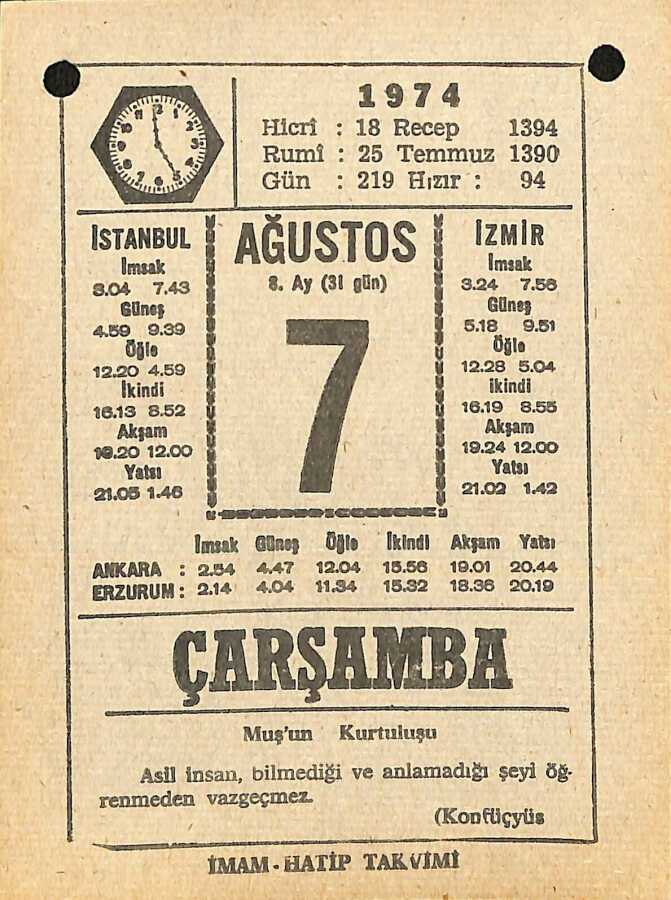 1974
Hicrî : 18 Recep 1394
Rumî : 25 Temmuz 1390
Gün : 219 Hızır : 94
İSTANBUL
İmsak
3.04 7.43
Güneş
4.59 9.39
Öğle
12.20 4.59
İkindi
16.13 8.52
Akşam
19.20 12.00
Yatsı
21.05 1.46
AĞUSTOS
8. Ay (31 gün)
7
İZMİR
İmsak
3.24 7.56
Güneş
5.18 9.51
Öğle
12.28 5.04
ikindi
16.19 8.55
Akşam
19.24 12.00
Yatsı
21.02 1.42
İmsak Güneş Öğle İkindi Akşam Yatsı
ANKARA : 2.54 4.47 12.04 15.56 19.01 20.44
ERZURUM : 2.14 4.04 11.34 15.32 18.36 20.19
ÇARŞAMBA
Muş'un Kurtuluşu
Asil insan, bilmediği ve anlamadığı şeyi öğ-
renmeden vazgeçmez.
(Konfüçyüs
İMAM - HATİP TAKVİMİ